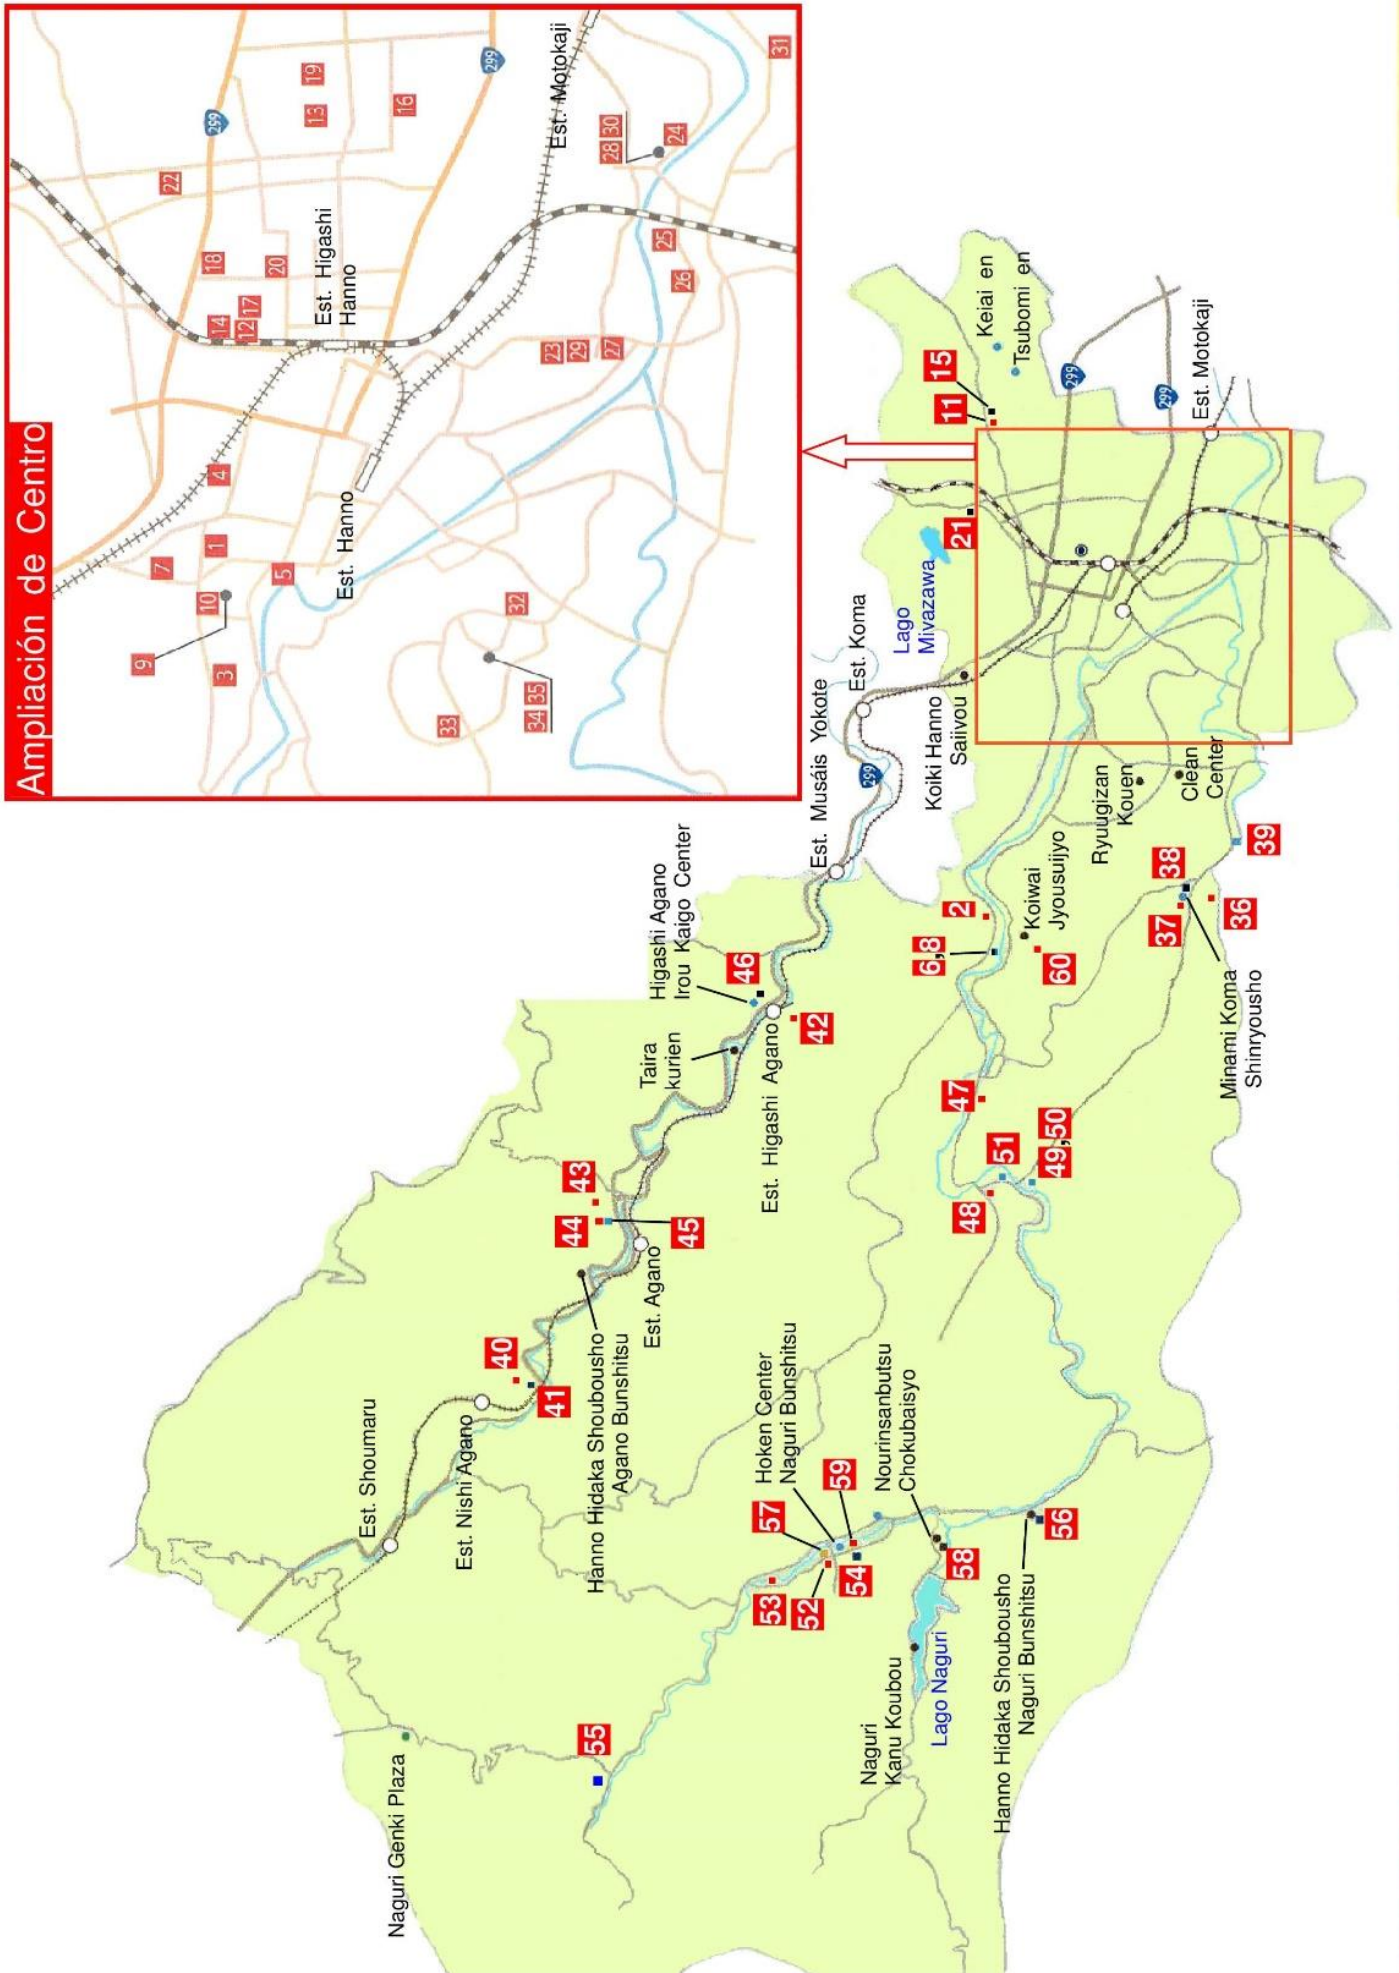 Ampliación de Centro
9
7
22
10
3
1
4
14
18
299
12
17
5
20
13
19
Est. Higashi
Hanno
Est. Hanno
16
33
299
34
35
32
23
29
27
Est. Motokaji
28
30
26
25
24
31
Est. Shoumaru
Naguri Genki Plaza
Est. Nishi Agano
40
41
55
Hanno Hidaka Shoubousho
Agano Bunshitsu
44
43
45
Est. Agano
Taira
kurien
Higashi Agano
Irou Kaigo Center
46
Est. Higashi Agano
42
Est. Musáis Yokote
Est. Koma
299
Hoken Center
Naguri Bunshitsu
53
57
52
59
54
Nourinsanbutsu
Chokubaisyo
58
Naguri
Kanu Koubou
Lago Naguri
Hanno Hidaka Shoubousho
Naguri Bunshitsu
56
Koiki Hanno
Saiivou
Lago
Mivazawa
21
11
15
Keiai en
Tsubomi en
299
299
Est. Motokaji
6,8
2
47
48
51
49,50
Koiwai
Jyousuijyo
60
Ryuugizan
Kouen
Clean
Center
37
38
36
39
Minami Koma
Shinryousho